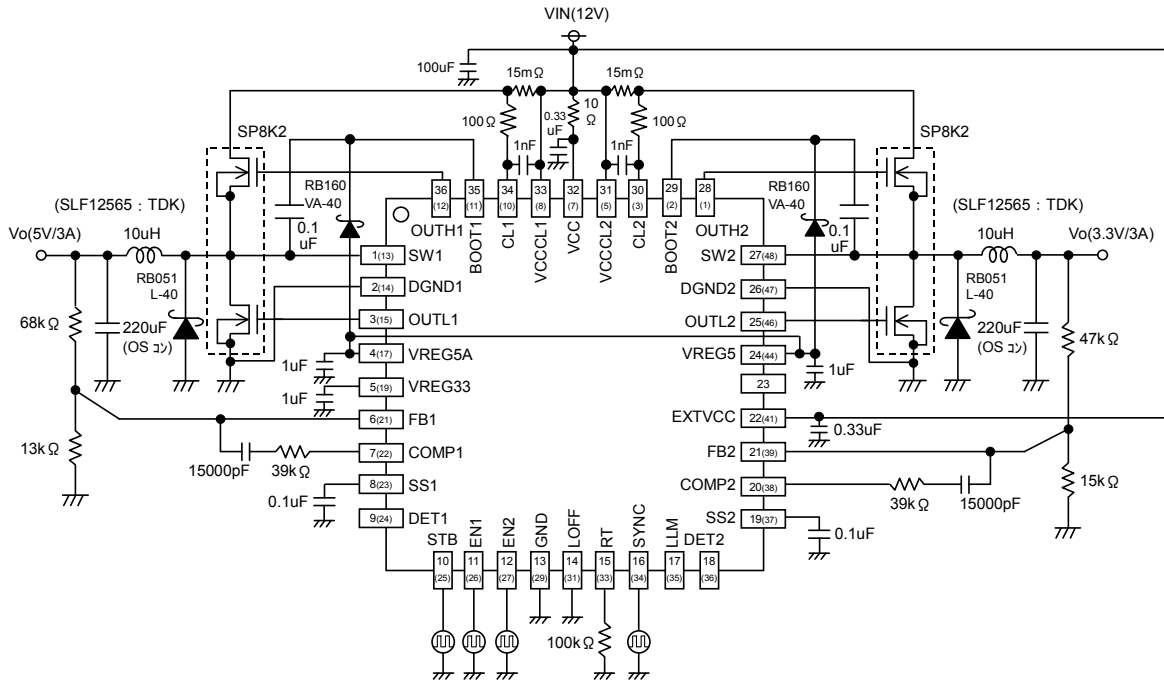 VIN(12V)
100uF
15mΩ
15mΩ
SP8K2
100Ω
0.33
uF
10
Ω
100Ω
SP8K2
1nF
1nF
RB160
VA-40
36
(12)
35
(11)
34
(10)
33
(8)
32
(7)
31
(5)
30
(3)
29
(2)
28
(1)
RB160
VA-40
(SLF12565 : TDK)
(SLF12565 : TDK)
Vo(5V/3A)
10uH
0.1
uF
OUTH1
BOOT1
CL1
VCCCL1
VCC
VCCCL2
CL2
BOOT2
OUTH2
0.1
uF
10uH
Vo(3.3V/3A)
1(13)
SW1
SW2
27(48)
RB051
L-40
2(14)
DGND1
DGND2
26(47)
RB051
L-40
68kΩ
220uF
(OS コン)
3(15)
OUTL1
OUTL2
25(46)
220uF
(OS コン)
47kΩ
1uF
4(17)
VREG5A
VREG5
24(44)
1uF
1uF
5(19)
VREG33
23
6(21)
FB1
EXTVCC
22(41)
0.33uF
13kΩ
15000pF
39kΩ
7(22)
COMP1
FB2
21(39)
0.1uF
8(23)
SS1
COMP2
20(38)
39kΩ
15000pF
15kΩ
9(24)
DET1
SS2
19(37)
0.1uF
STB
EN1
EN2
GND
LOFF
RT
SYNC
LLM
DET2
10
(25)
11
(26)
12
(27)
13
(29)
14
(31)
15
(33)
16
(34)
17
(35)
18
(36)
100kΩ